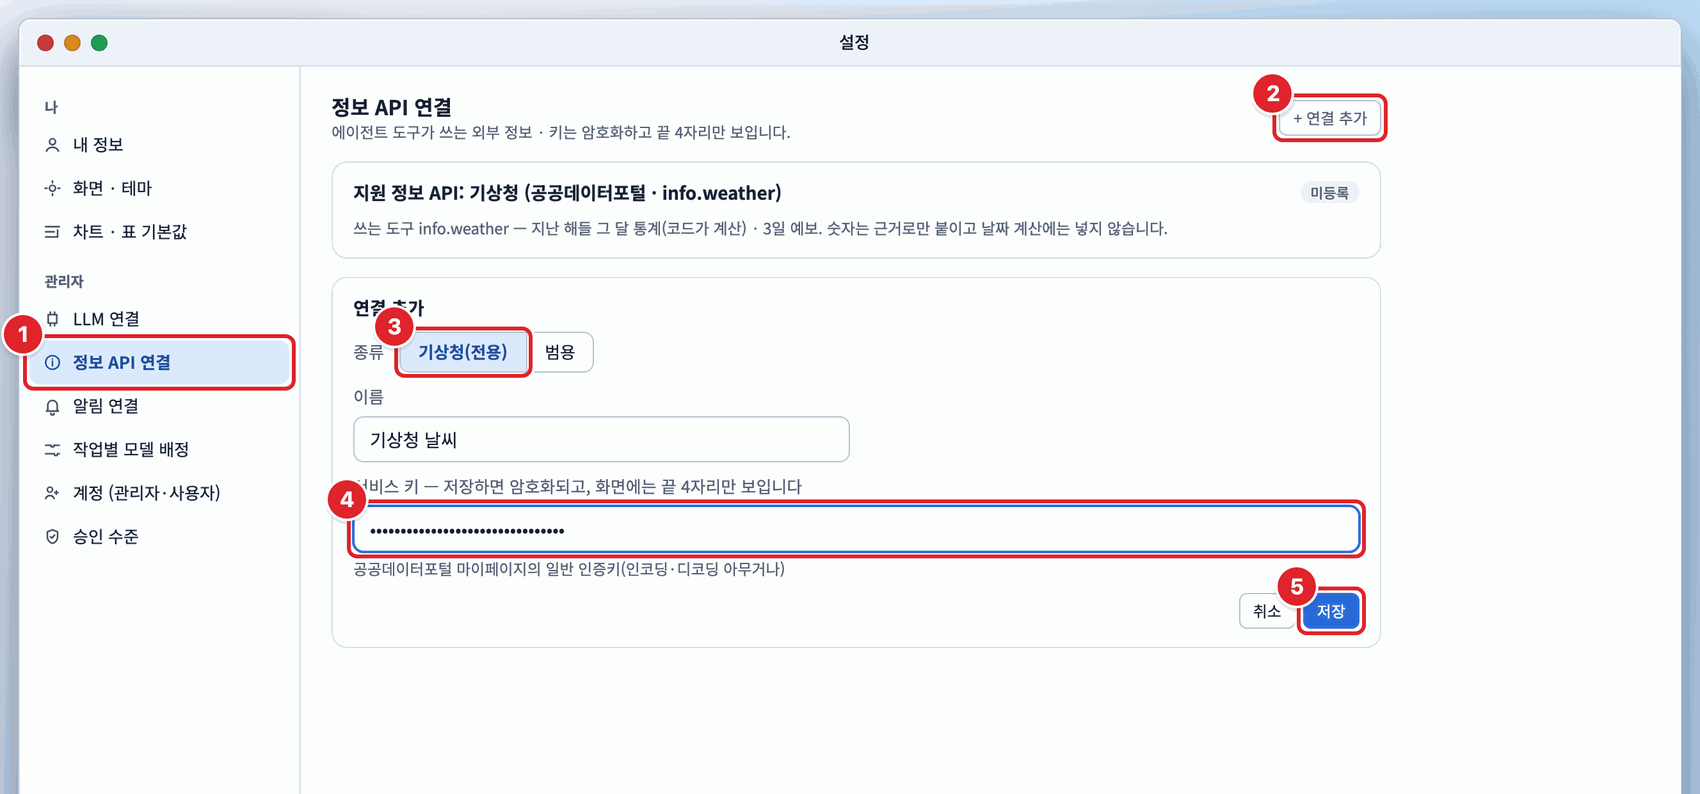 설정
나
내 정보
화면 · 테마
차트 · 표 기본값
관리자
LLM 연결
1
정보 API 연결
알림 연결
작업별 모델 배정
계정 (관리자·사용자)
승인 수준
정보 API 연결
에이전트 도구가 쓰는 외부 정보 · 키는 암호화하고 끝 4자리만 보입니다.
2
+ 연결 추가
지원 정보 API: 기상청 (공공데이터포털 · info.weather)
미등록
쓰는 도구 info.weather — 지난 해들 그 달 통계(코드가 계산) · 3일 예보. 숫자는 근거로만 붙이고 날짜 계산에는 넣지 않습니다.
연결 추가
3
종류 기상청(전용) 범용
이름
기상청 날씨
4
비스 키 — 저장하면 암호화되고, 화면에는 끝 4자리만 보입니다
공공데이터포털 마이페이지의 일반 인증키(인코딩·디코딩 아무거나)
5
취소 저장